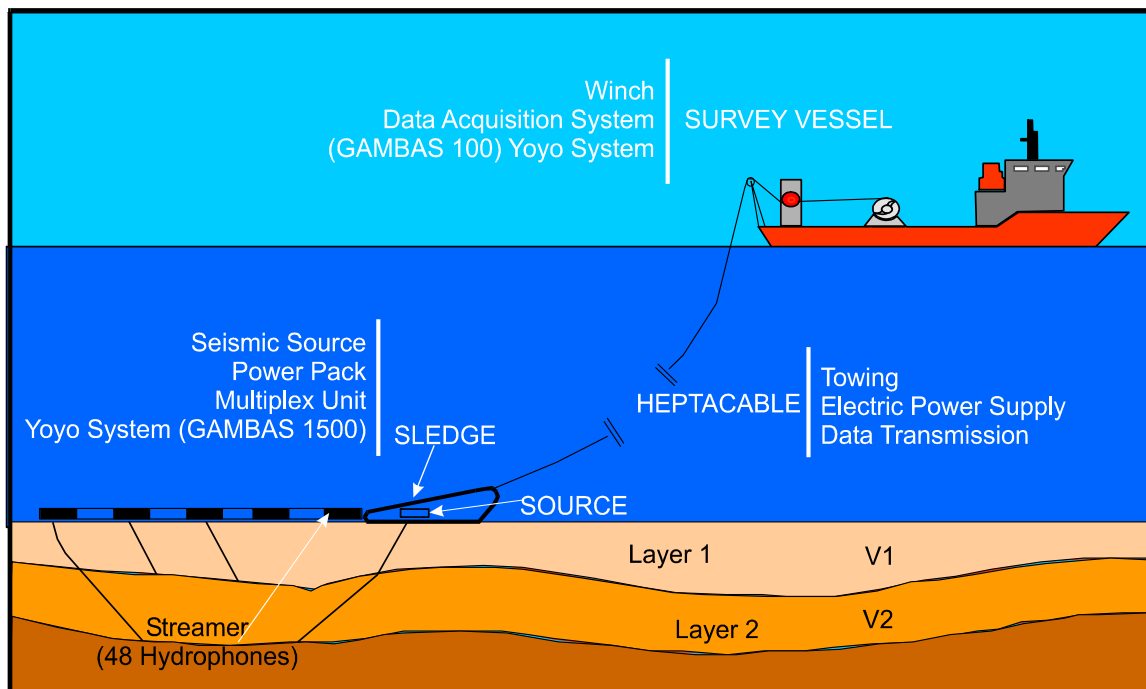 Winch
Data Acquisition System
(GAMBAS 100) Yoyo System
SURVEY VESSEL
Seismic Source
Power Pack
Multiplex Unit
Yoyo System (GAMBAS 1500)
SLEDGE
HEPTACABLE
Towing
Electric Power Supply
Data Transmission
SOURCE
Layer 1
V1
Layer 2
V2
Streamer
(48 Hydrophones)